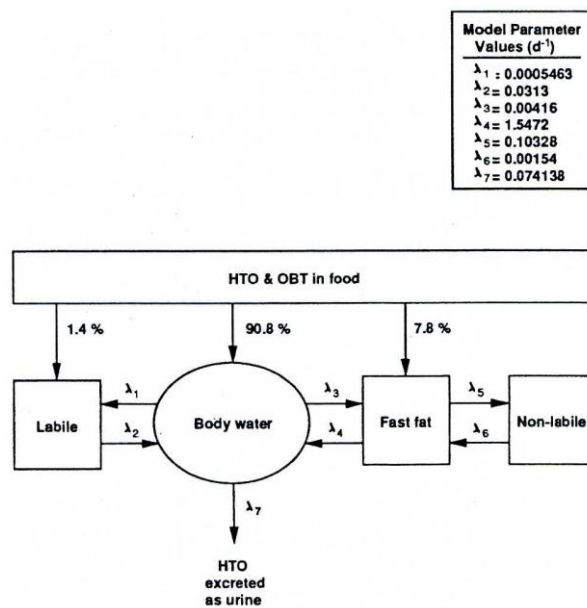 Model Parameter
Values (d⁻¹)
λ₁ = 0.0005463
λ₂ = 0.0313
λ₃ = 0.00416
λ₄ = 1.5472
λ₅ = 0.10328
λ₆ = 0.00154
λ₇ = 0.074138
HTO & OBT in food
1.4 %
90.8 %
7.8 %
λ₁
λ₃
λ₅
Labile
Body water
Fast fat
Non-labile
λ₂
λ₄
λ₆
λ₇
HTO
excreted
as urine